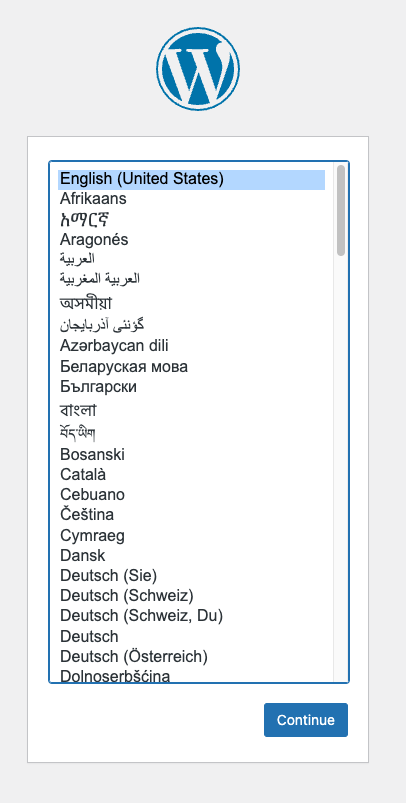 English (United States)
Afrikaans
አማርኛ
Aragonés
العربية
العربية المغربية
অসমীয়া
گؤنئی آذربایجان
Azərbaycan dili
Беларуская мова
Български
বাংলা
བོད་ཡིག
Bosanski
Català
Cebuano
Čeština
Cymraeg
Dansk
Deutsch (Sie)
Deutsch (Schweiz)
Deutsch (Schweiz, Du)
Deutsch
Deutsch (Österreich)
Dolnoserbšćina
Continue